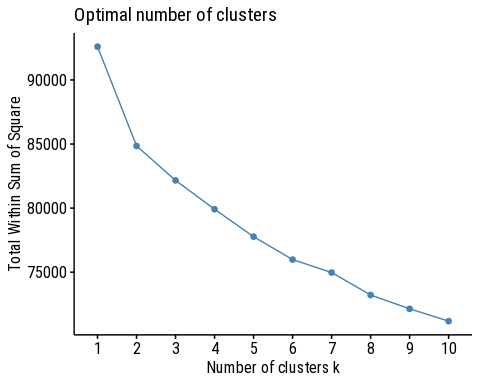 Optimal number of clusters
Total Within Sum of Square
90000
85000
80000
75000
1 2 3 4 5 6 7 8 9 10
Number of clusters k